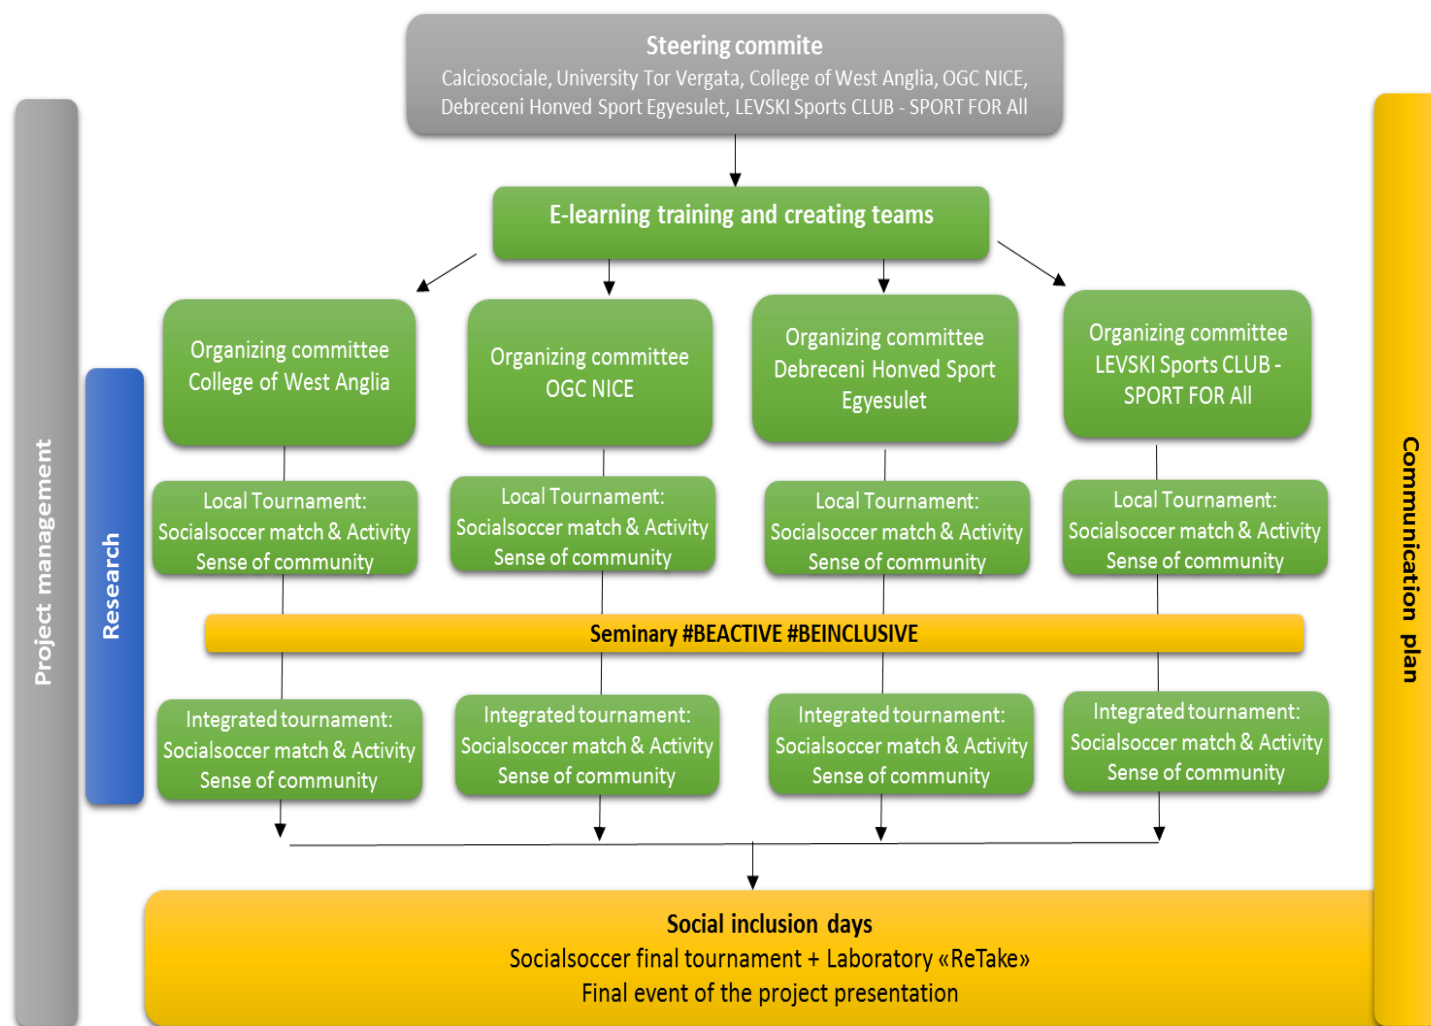 Steering commite
Calciosociale, University Tor Vergata, College of West Anglia, OGC NICE,
Debreceni Honved Sport Egyesulet, LEVSKI Sports CLUB - SPORT FOR All
E-learning training and creating teams
Organizing committee
College of West Anglia
Organizing committee
OGC NICE
Organizing committee
Debreceni Honved Sport
Egyesulet
Organizing committee
LEVSKI Sports CLUB -
SPORT FOR All
Project management
Research
Communication plan
Local Tournament:
Socialsoccer match & Activity
Sense of community
Local Tournament:
Socialsoccer match & Activity
Sense of community
Local Tournament:
Socialsoccer match & Activity
Sense of community
Local Tournament:
Socialsoccer match & Activity
Sense of community
Seminary #BEACTIVE #BEINCLUSIVE
Integrated tournament:
Socialsoccer match & Activity
Sense of community
Integrated tournament:
Socialsoccer match & Activity
Sense of community
Integrated tournament:
Socialsoccer match & Activity
Sense of community
Integrated tournament:
Socialsoccer match & Activity
Sense of community
Social inclusion days
Socialsoccer final tournament + Laboratory «ReTake»
Final event of the project presentation